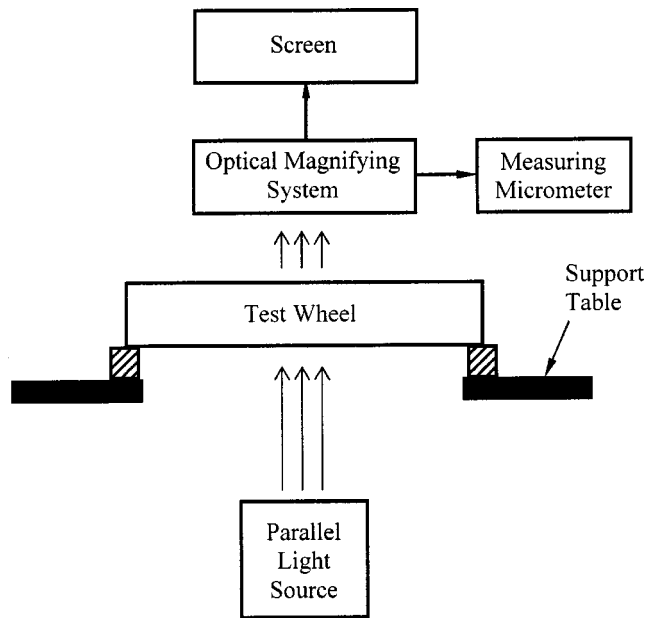 Screen
Optical Magnifying
System
Measuring
Micrometer
Support
Table
Test Wheel
Parallel
Light
Source